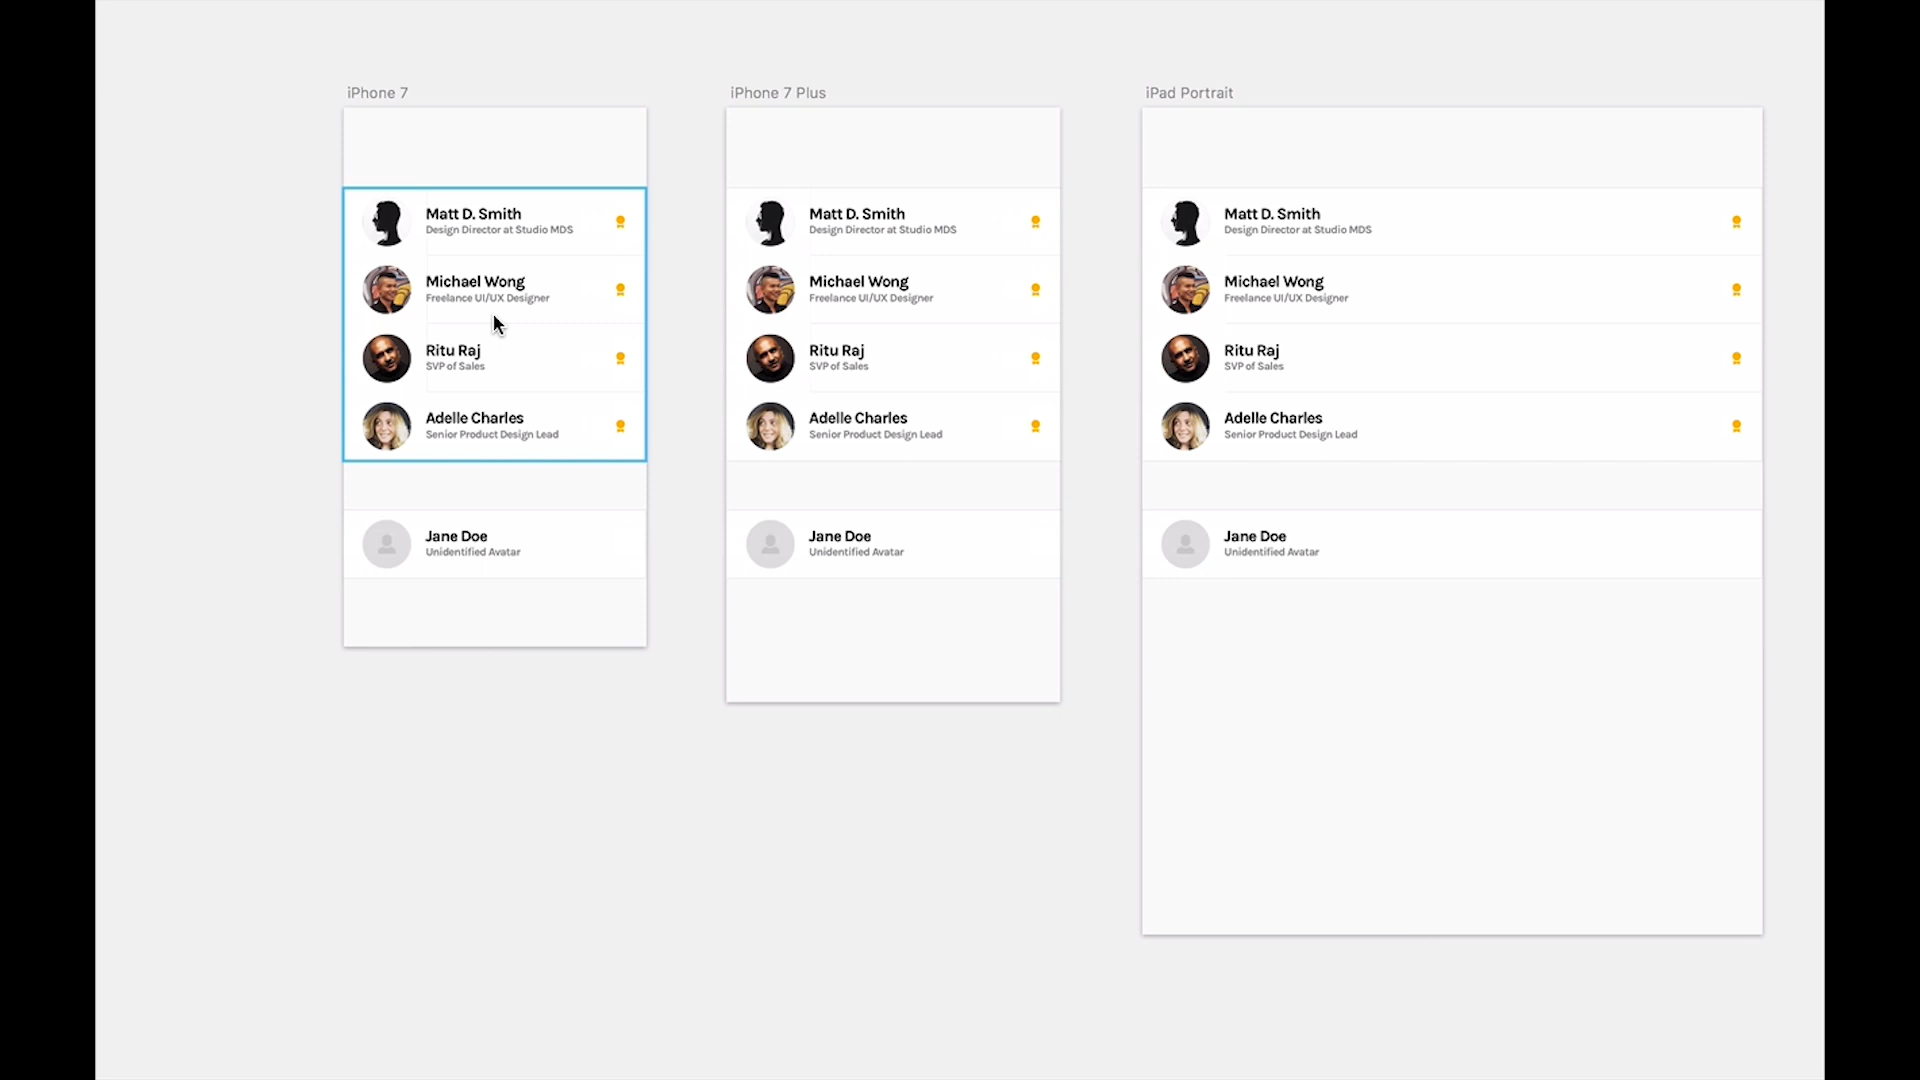 iPhone 7
Matt D. Smith
Design Director at Studio MDS
Michael Wong
Freelance UI/UX Designer
Ritu Raj
SVP of Sales
Adelle Charles
Senior Product Design Lead
Jane Doe
Unidentified Avatar
iPhone 7 Plus
Matt D. Smith
Design Director at Studio MDS
Michael Wong
Freelance UI/UX Designer
Ritu Raj
SVP of Sales
Adelle Charles
Senior Product Design Lead
Jane Doe
Unidentified Avatar
iPad Portrait
Matt D. Smith
Design Director at Studio MDS
Michael Wong
Freelance UI/UX Designer
Ritu Raj
SVP of Sales
Adelle Charles
Senior Product Design Lead
Jane Doe
Unidentified Avatar